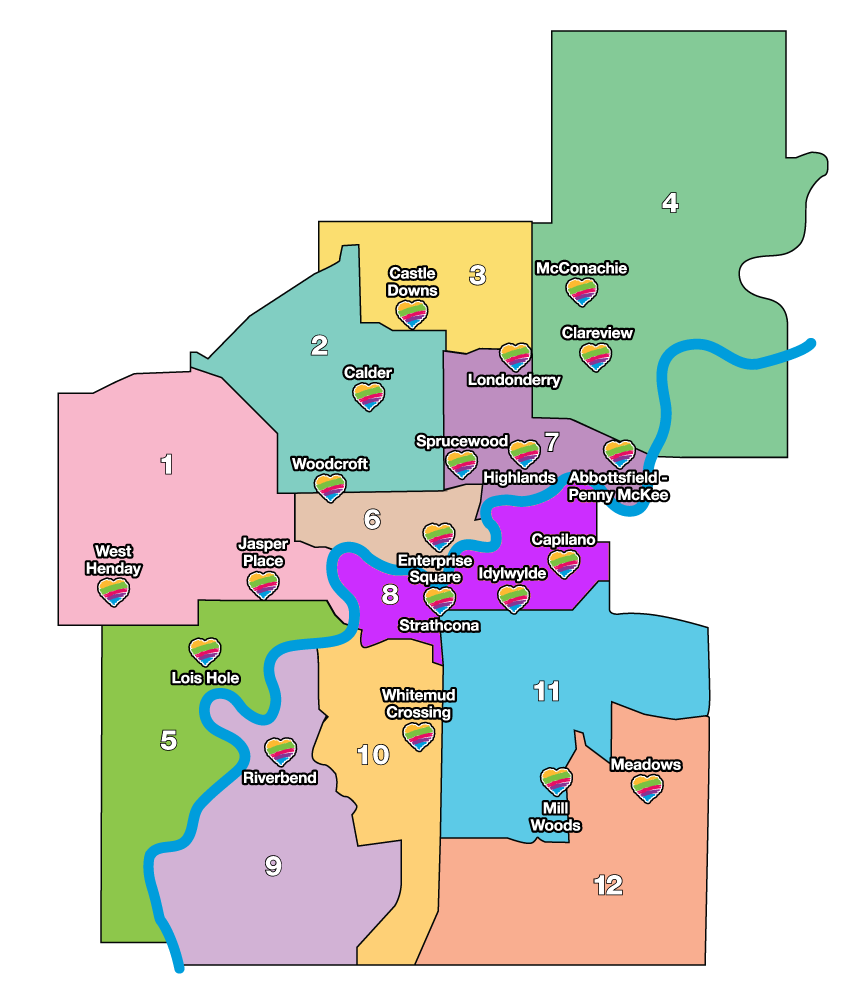 4
McConachie
Clareview
3
Castle
Downs
2
Calder
Londonderry
Sprucewood
7
Highlands
Abbottsfield -
Penny McKee
1
Woodcroft
6
West
Henday
Jasper
Place
Enterprise
Square
Capilano
Idylwylde
8
Strathcona
Lois Hole
5
Whitemud
Crossing
11
10
Riverbend
Meadows
Mill
Woods
9
12